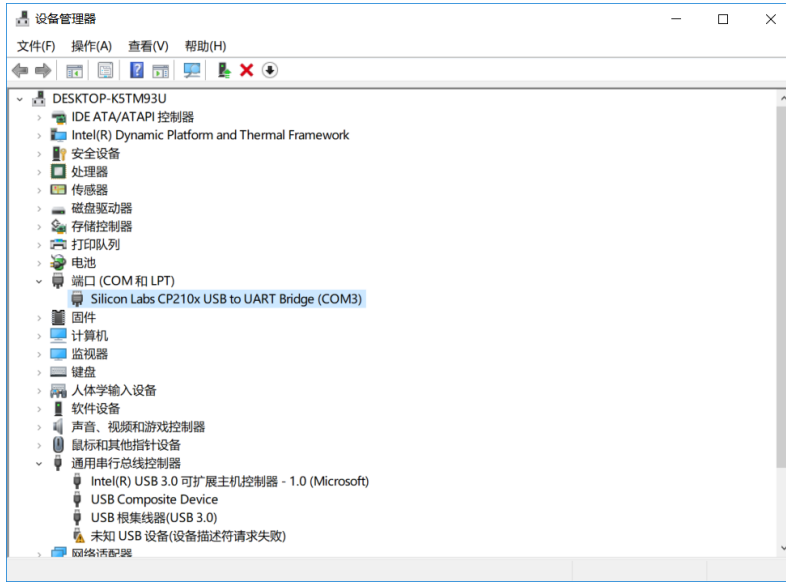 设备管理器
文件(F) 操作(A) 查看(V) 帮助(H)
DESKTOP-K5TM93U
IDE ATA/ATAPI 控制器
Intel(R) Dynamic Platform and Thermal Framework
安全设备
处理器
传感器
磁盘驱动器
存储控制器
打印队列
电池
端口 (COM 和 LPT)
Silicon Labs CP210x USB to UART Bridge (COM3)
固件
计算机
监视器
键盘
人体学输入设备
软件设备
声音、视频和游戏控制器
鼠标和其他指针设备
通用串行总线控制器
Intel(R) USB 3.0 可扩展主机控制器 - 1.0 (Microsoft)
USB Composite Device
USB 根集线器(USB 3.0)
未知 USB 设备(设备描述符请求失败)
网络适配器